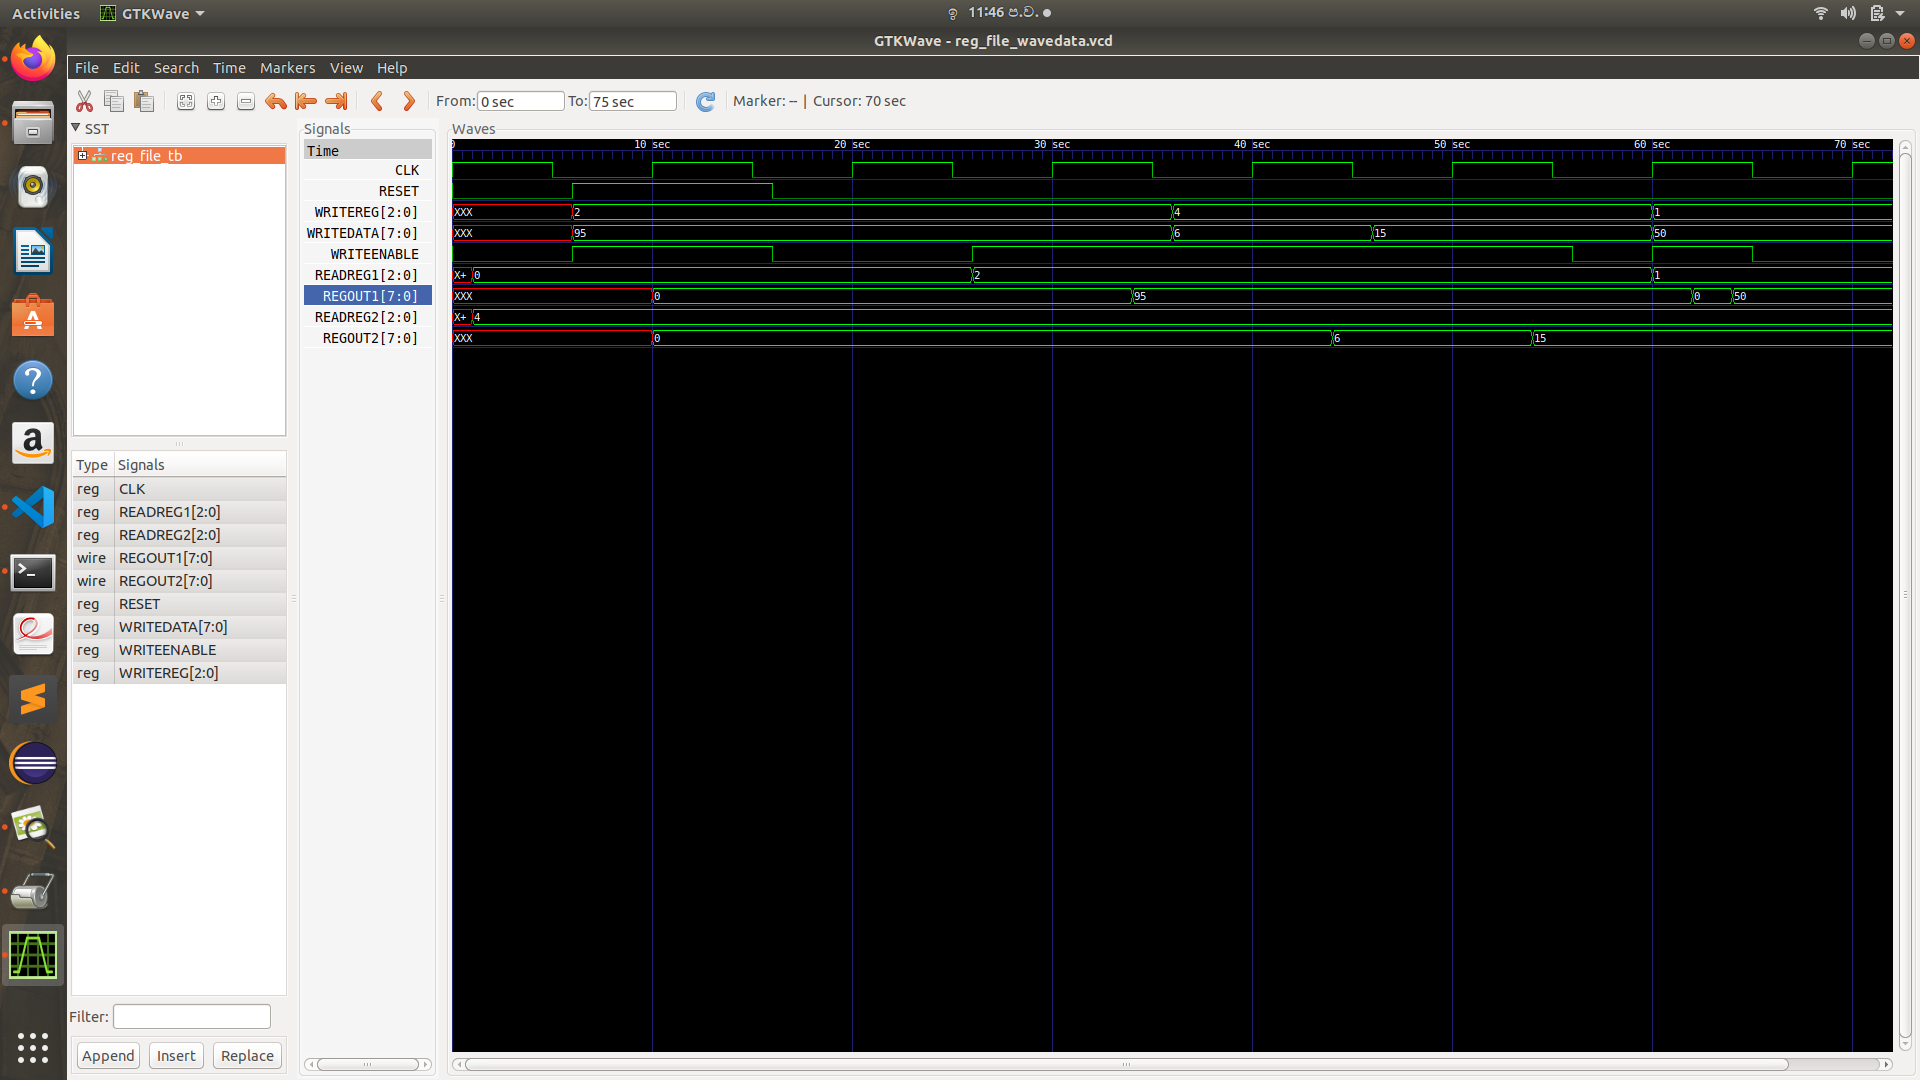 Activities GTKWave ඉ 11:46 ප.ව.
GTKWave - reg_file_wavedata.vcd
File Edit Search Time Markers View Help
From: 0 sec To: 75 sec Marker: -- | Cursor: 70 sec
SST
reg_file_tb
Type Signals
reg CLK
reg READREG1[2:0]
reg READREG2[2:0]
wire REGOUT1[7:0]
wire REGOUT2[7:0]
reg RESET
reg WRITEDATA[7:0]
reg WRITEENABLE
reg WRITEREG[2:0]
Filter:
Append Insert Replace
Signals
Time
CLK
RESET
WRITEREG[2:0]
WRITEDATA[7:0]
WRITEENABLE
READREG1[2:0]
REGOUT1[7:0]
READREG2[2:0]
REGOUT2[7:0]
Waves
0 10 sec 20 sec 30 sec 40 sec 50 sec 60 sec 70 sec
XXX 2 4 1
XXX 95 6 15 50
X+ 0 2 1
XXX 0 95 0 50
X+ 4
XXX 0 6 15